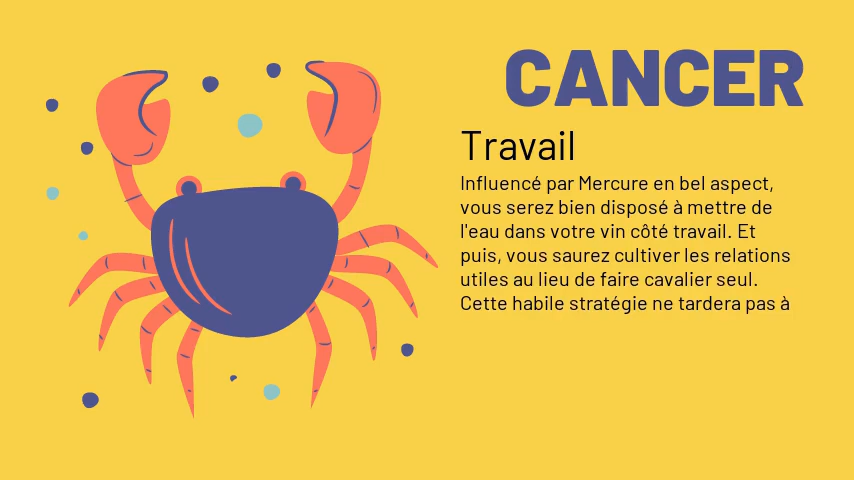 CANCER
Travail
Influencé par Mercure en bel aspect,
vous serez bien disposé à mettre de
l'eau dans votre vin côté travail. Et
puis, vous saurez cultiver les relations
utiles au lieu de faire cavalier seul.
Cette habile stratégie ne tardera pas à